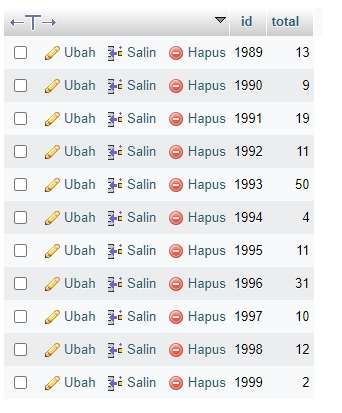 id total
Ubah Salin Hapus 1989 13
Ubah Salin Hapus 1990 9
Ubah Salin Hapus 1991 19
Ubah Salin Hapus 1992 11
Ubah Salin Hapus 1993 50
Ubah Salin Hapus 1994 4
Ubah Salin Hapus 1995 11
Ubah Salin Hapus 1996 31
Ubah Salin Hapus 1997 10
Ubah Salin Hapus 1998 12
Ubah Salin Hapus 1999 2